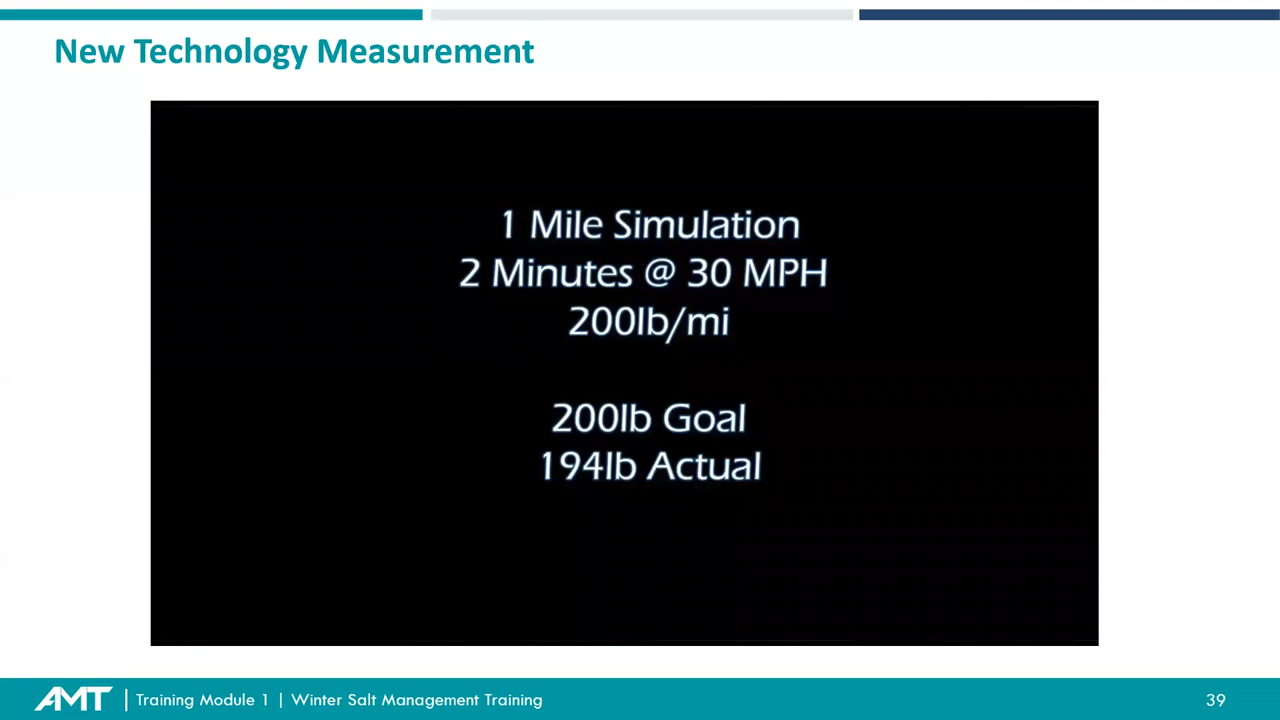 New Technology Measurement
1 Mile Simulation
2 Minutes @ 30 MPH
200lb/mi
200lb Goal
194lb Actual
AMT | Training Module 1 | Winter Salt Management Training
39